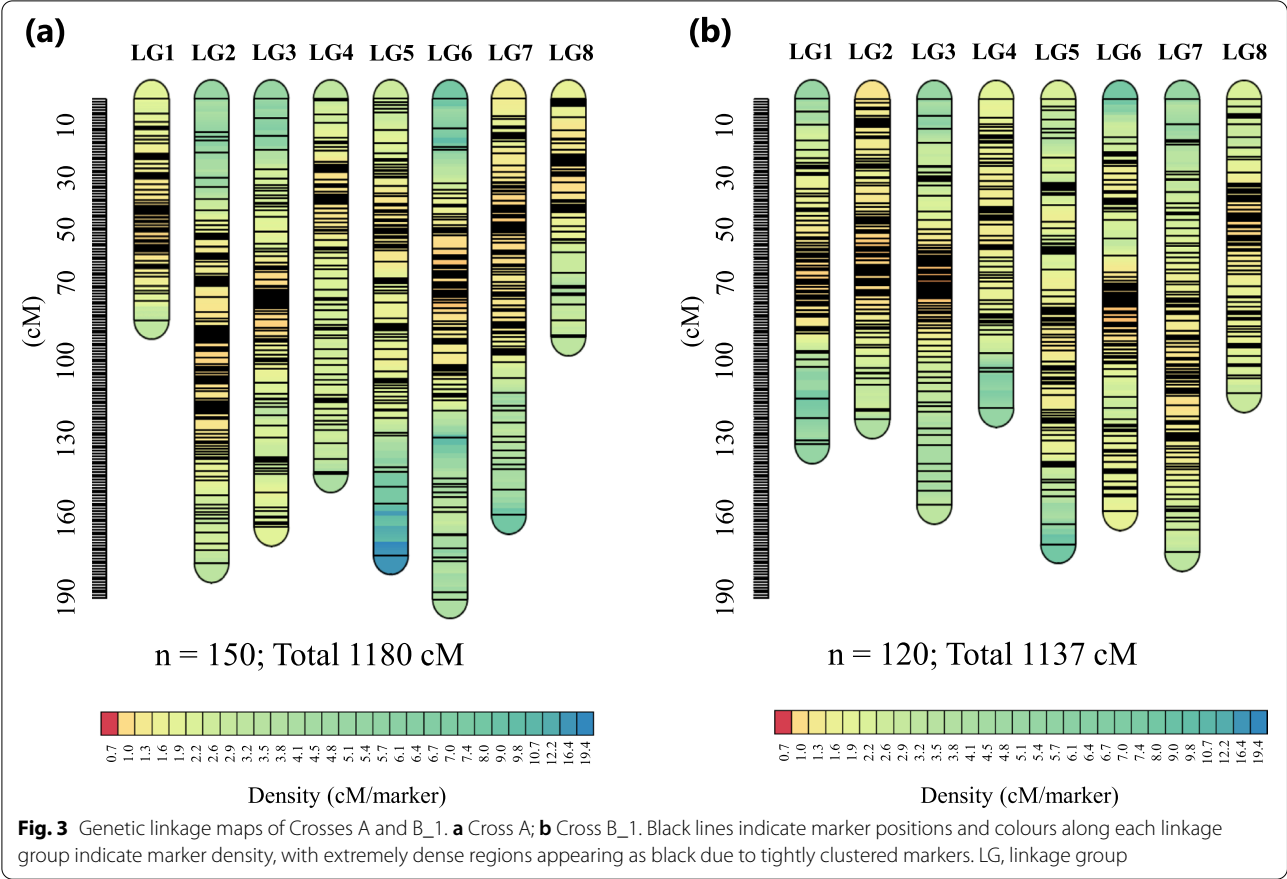 (a)
LG1 LG2 LG3 LG4 LG5 LG6 LG7 LG8
10
30
50
70
100
130
160
190
(cM)
n = 150; Total 1180 cM
0.7 1.0 1.3 1.6 1.9 2.2 2.6 2.9 3.2 3.5 3.8 4.1 4.5 4.8 5.1 5.4 5.7 6.1 6.4 7.0 7.4 8.0 9.0 9.8 10.7 12.2 16.4 19.4
Density (cM/marker)
(b)
LG1 LG2 LG3 LG4 LG5 LG6 LG7 LG8
10
30
50
70
100
130
160
190
(cM)
n = 120; Total 1137 cM
0.7 1.0 1.3 1.6 1.9 2.2 2.6 2.9 3.2 3.5 3.8 4.1 4.5 4.8 5.1 5.4 5.7 6.1 6.4 7.0 7.4 8.0 9.0 9.8 10.7 12.2 16.4 19.4
Density (cM/marker)
Fig. 3 Genetic linkage maps of Crosses A and B_1. a Cross A; b Cross B_1. Black lines indicate marker positions and colours along each linkage
group indicate marker density, with extremely dense regions appearing as black due to tightly clustered markers. LG, linkage group